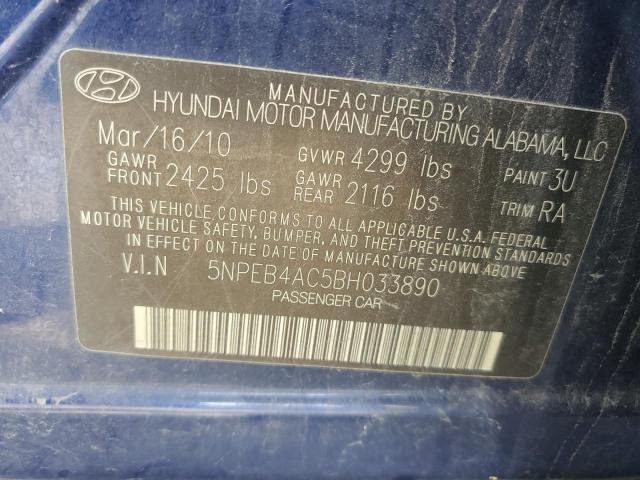 MANUFACTURED BY
HYUNDAI MOTOR MANUFACTURING ALABAMA, LLC
Mar/16/10 GVWR 4299 lbs PAINT 3U
GAWR FRONT 2425 lbs GAWR REAR 2116 lbs TRIM RA
THIS VEHICLE CONFORMS TO ALL APPLICABLE U.S.A. FEDERAL
MOTOR VEHICLE SAFETY, BUMPER, AND THEFT PREVENTION STANDARDS
IN EFFECT ON THE DATE OF MANUFACTURE SHOWN ABOVE.
V.I.N 5NPEB4AC5BH033890
PASSENGER CAR